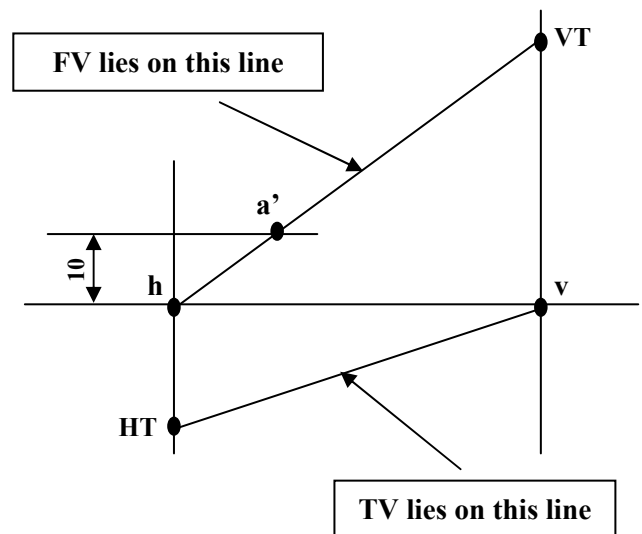 VT
FV lies on this line
a’
10
h
v
HT
TV lies on this line